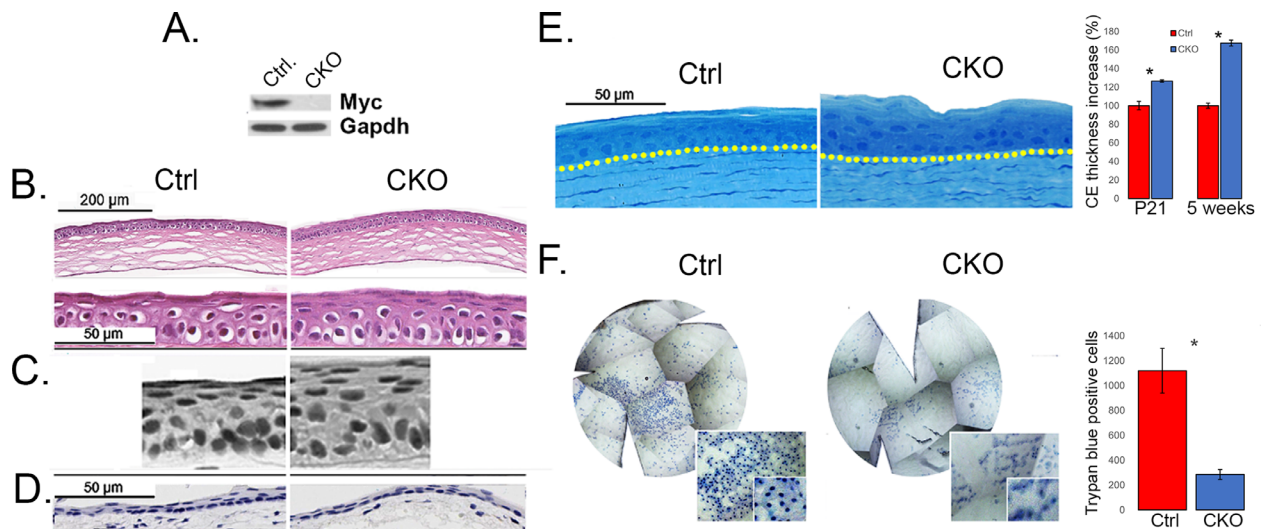 A.
Ctrl.
CKO
Myc
Gapdh
B.
Ctrl
CKO
200 µm
50 µm
C.
D.
50 µm
E.
Ctrl
CKO
50 µm
CE thickness increase (%)
180
160
140
120
100
80
60
40
20
0
Ctrl
CKO
*
*
P21
5 weeks
F.
Ctrl
CKO
Trypan blue positive cells
1400
1200
1000
800
600
400
200
0
*
Ctrl
CKO